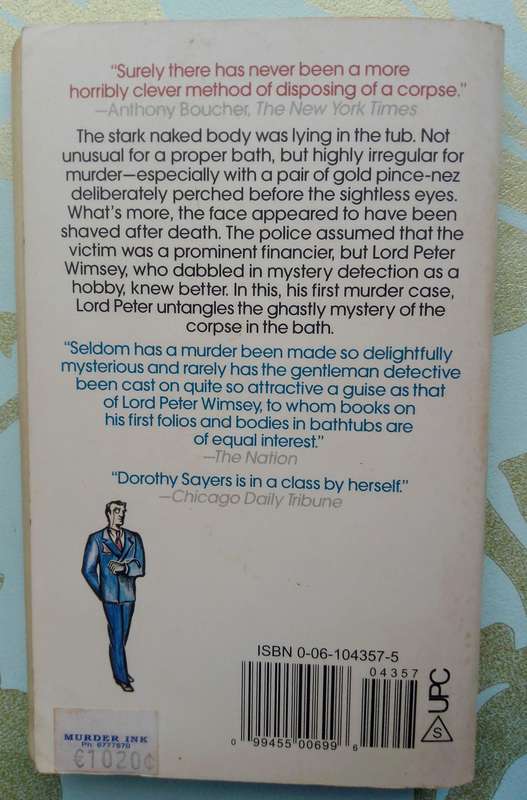 "Surely there has never been a more
horribly clever method of disposing of a corpse."
—Anthony Boucher, The New York Times
The stark naked body was lying in the tub. Not
unusual for a proper bath, but highly irregular for
murder—especially with a pair of gold pince-nez
deliberately perched before the sightless eyes.
What's more, the face appeared to have been
shaved after death. The police assumed that the
victim was a prominent financier, but Lord Peter
Wimsey, who dabbled in mystery detection as a
hobby, knew better. In this, his first murder case,
Lord Peter untangles the ghastly mystery of the
corpse in the bath.
"Seldom has a murder been made so delightfully
mysterious and rarely has the gentleman detective
been cast on quite so attractive a guise as that
of Lord Peter Wimsey, to whom books on
his first folios and bodies in bathtubs are
of equal interest."
—The Nation
"Dorothy Sayers is in a class by herself."
—Chicago Daily Tribune
ISBN 0-06-104357-5
04357
UPC
S
0 99455 00699 6
MURDER INK
Ph: 6777570
€1020¢